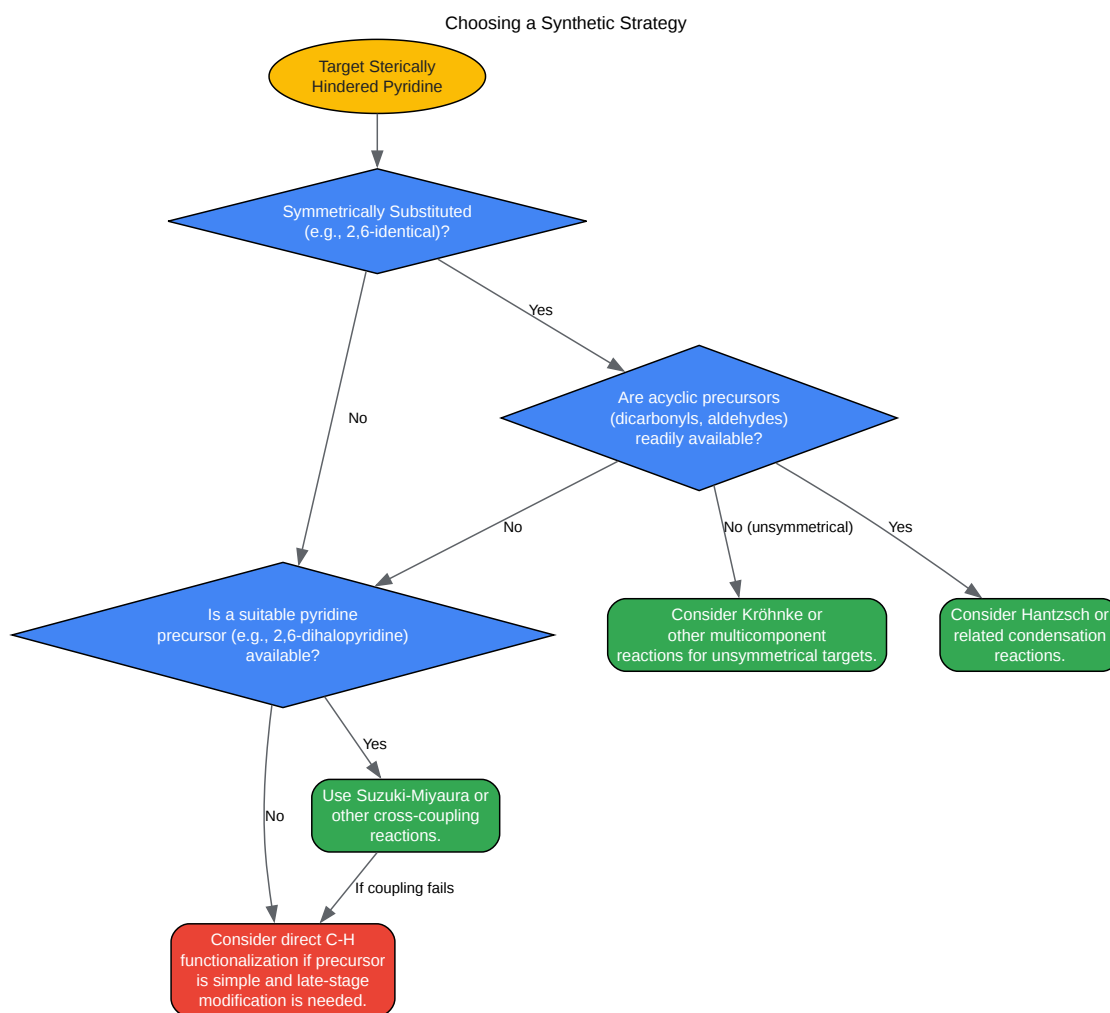 Choosing a Synthetic Strategy
Target Sterically
Hindered Pyridine
Symmetrically Substituted
(e.g., 2,6-identical)?
Yes
No
Are acyclic precursors
(dicarbonyls, aldehydes)
readily available?
No
No (unsymmetrical)
Yes
Is a suitable pyridine
precursor (e.g., 2,6-dihalopyridine)
available?
Consider Kröhnke or
other multicomponent
reactions for unsymmetrical targets.
Consider Hantzsch or
related condensation
reactions.
Yes
No
Use Suzuki-Miyaura or
other cross-coupling
reactions.
If coupling fails
Consider direct C-H
functionalization if precursor
is simple and late-stage
modification is needed.